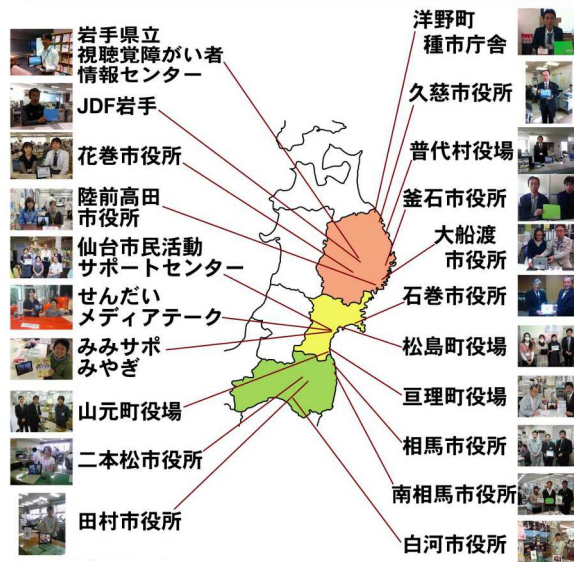 岩手県立
視聴覚障がい者
情報センター
JDF岩手
花巻市役所
陸前高田
市役所
仙台市民活動
サポートセンター
せんだい
メディアテーク
みみサポ
みやぎ
山元町役場
二本松市役所
田村市役所
洋野町
種市庁舎
久慈市役所
普代村役場
釜石市役所
大船渡
市役所
石巻市役所
松島町役場
亘理町役場
相馬市役所
南相馬市役所
白河市役所